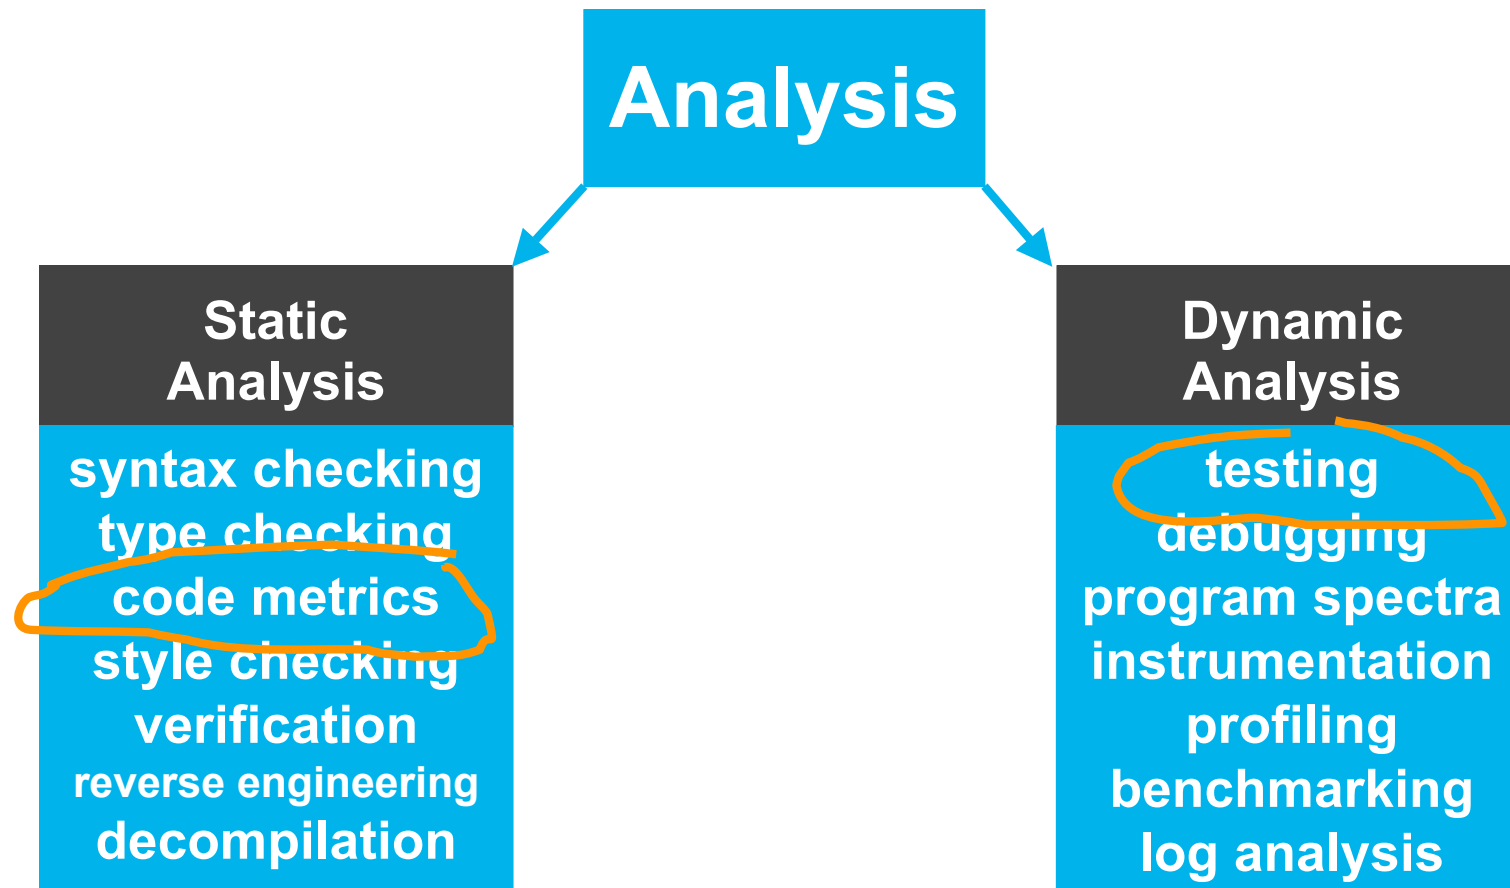 Analysis
Static
Analysis
syntax checking
type checking
code metrics
style checking
verification
reverse engineering
decompilation
Dynamic
Analysis
testing
debugging
program spectra
instrumentation
profiling
benchmarking
log analysis